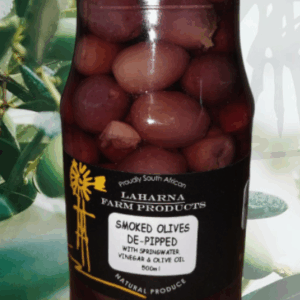 Proudly South African
LAHARNA
FARM PRODUCTS
SMOKED OLIVES
DE-PIPPED
WITH SPRINGWATER
VINEGAR & OLIVE OIL
500ml
NATURAL PRODUCE